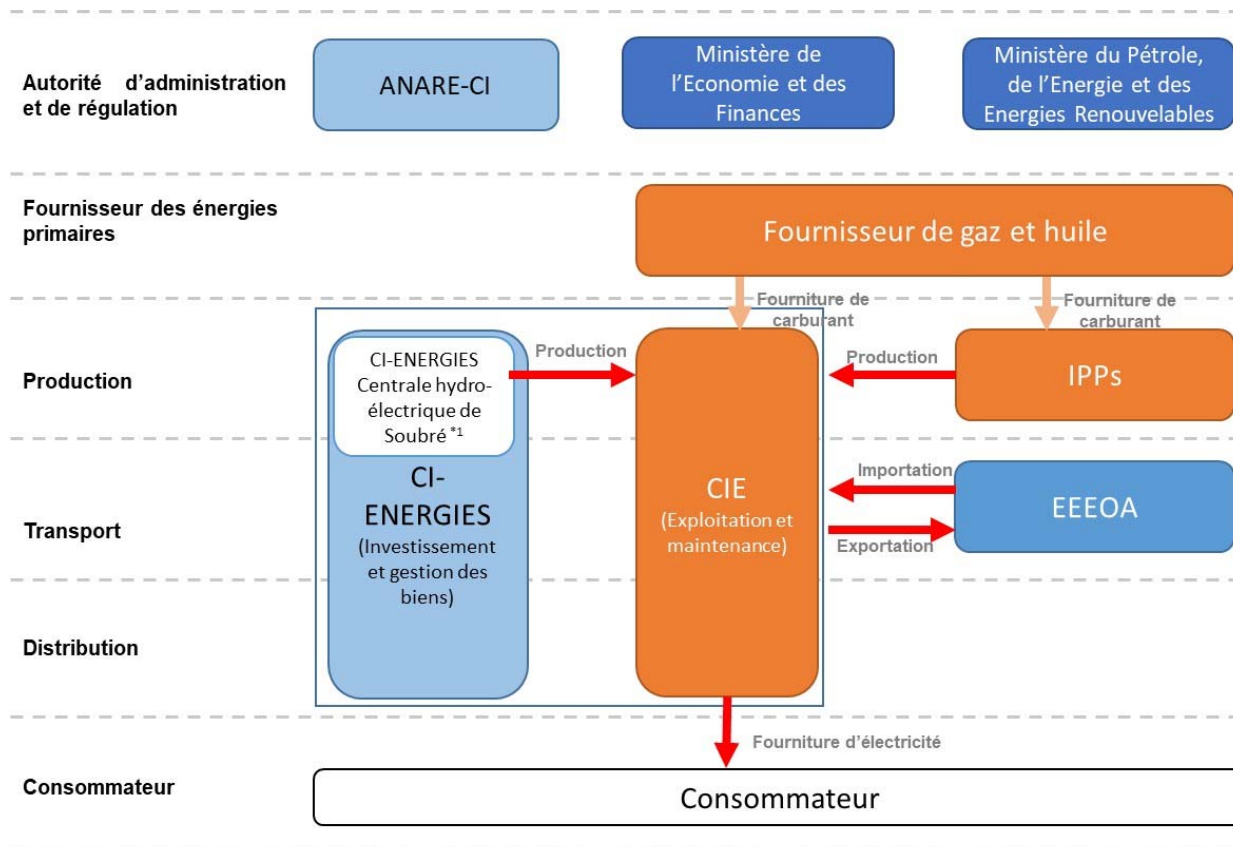 Autorité d’administration
et de régulation
ANARE-CI
Ministère de
l’Economie et des
Finances
Ministère du Pétrole,
de l’Energie et des
Energies Renouvelables
Fournisseur des énergies
primaires
Fournisseur de gaz et huile
Fourniture de
carburant
Fourniture de
carburant
Production
CI-ENERGIES
Centrale hydro-
électrique de
Soubré *1
Production
Production
IPPs
CI-
ENERGIES
(Investissement
et gestion des
biens)
CIE
(Exploitation et
maintenance)
Importation
EEEOA
Exportation
Transport
Distribution
Fourniture d’électricité
Consommateur
Consommateur